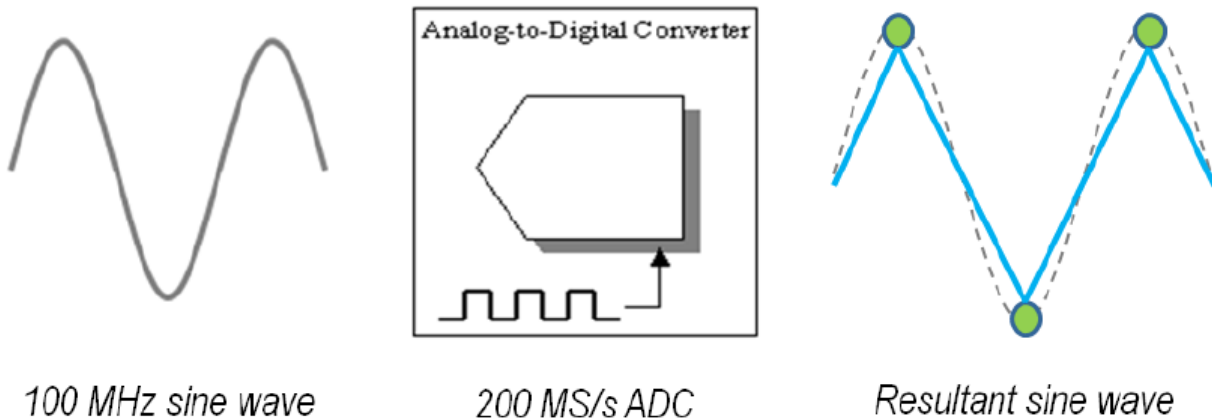 Analog-to-Digital Converter
100 MHz sine wave
200 MS/s ADC
Resultant sine wave